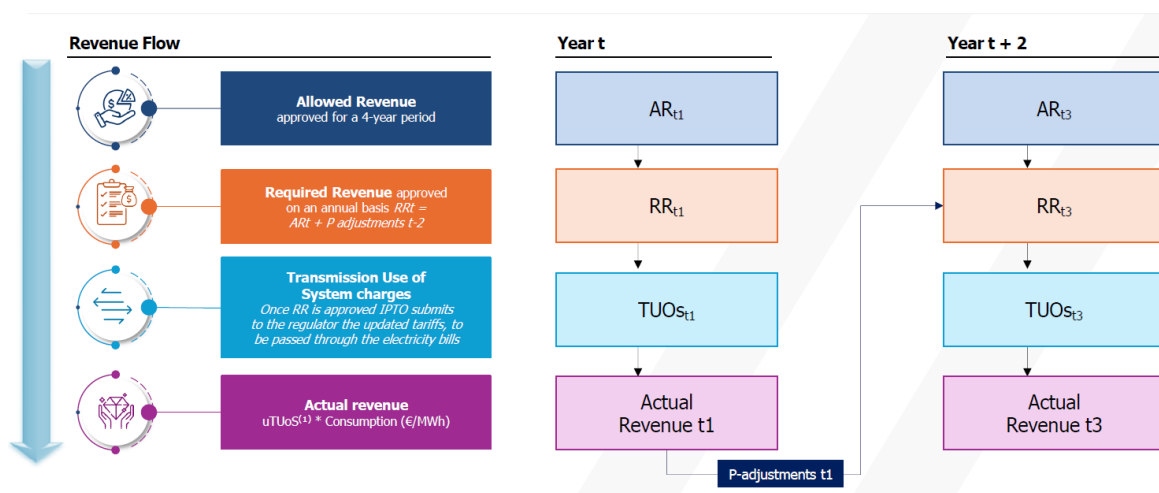 Revenue Flow
Year t
Year t + 2
Allowed Revenue
approved for a 4-year period
ARt1
ARt3
Required Revenue approved
on an annual basis RRt =
ARt + P adjustments t-2
RRt1
RRt3
Transmission Use of
System charges
Once RR is approved IPTO submits
to the regulator the updated tariffs, to
be passed through the electricity bills
TUOst1
TUOst3
Actual revenue
uTUoS(1) * Consumption (€/MWh)
Actual
Revenue t1
Actual
Revenue t3
P-adjustments t1